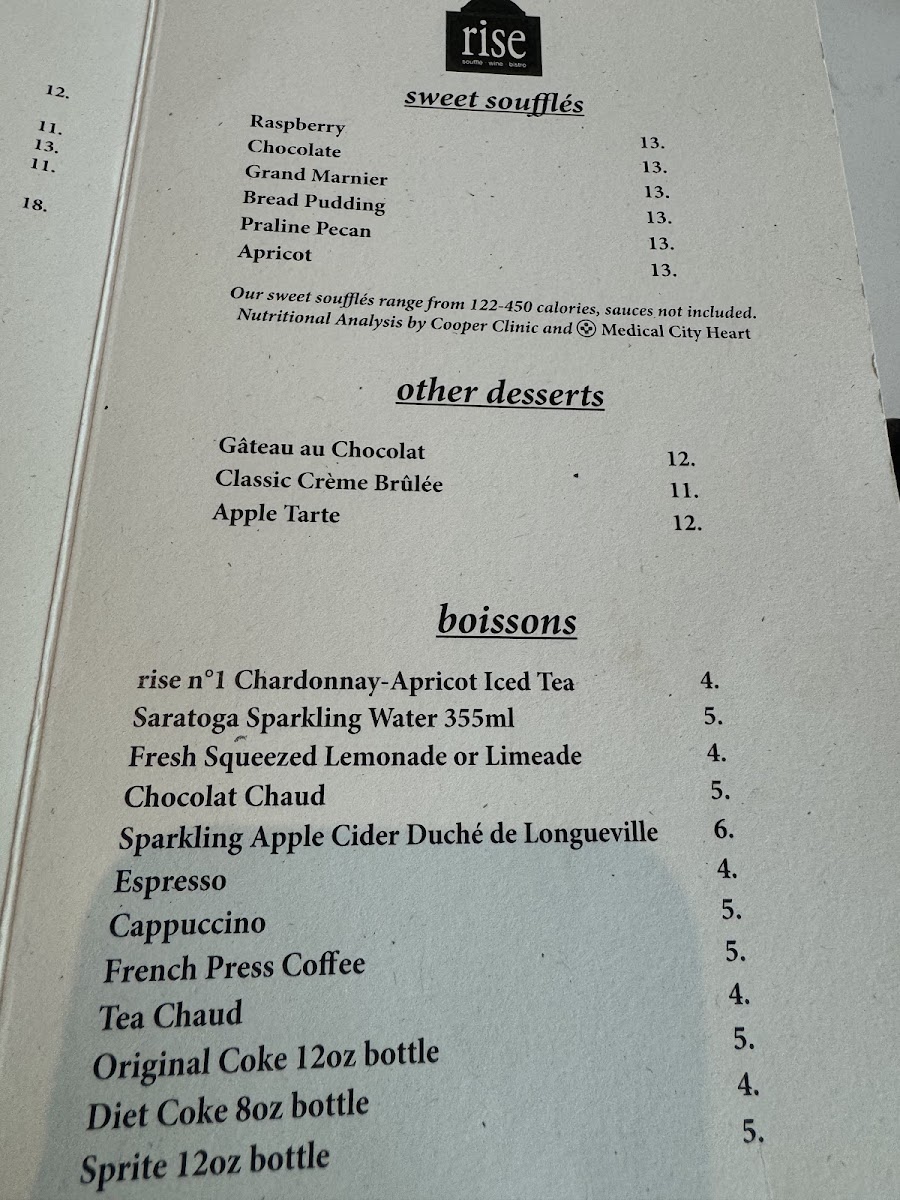 12.
11.
13.
11.
18.
rise
soufflé wine bistro
sweet soufflés
Raspberry 13.
Chocolate 13.
Grand Marnier 13.
Bread Pudding 13.
Praline Pecan 13.
Apricot 13.
Our sweet soufflés range from 122-450 calories, sauces not included.
Nutritional Analysis by Cooper Clinic and Medical City Heart
other desserts
Gâteau au Chocolat 12.
Classic Crème Brûlée 11.
Apple Tarte 12.
boissons
rise n°1 Chardonnay-Apricot Iced Tea 4.
Saratoga Sparkling Water 355ml 5.
Fresh Squeezed Lemonade or Limeade 4.
Chocolat Chaud 5.
Sparkling Apple Cider Duché de Longueville 6.
Espresso 4.
Cappuccino 5.
French Press Coffee 5.
Tea Chaud 4.
Original Coke 12oz bottle 5.
Diet Coke 8oz bottle 4.
Sprite 12oz bottle 5.